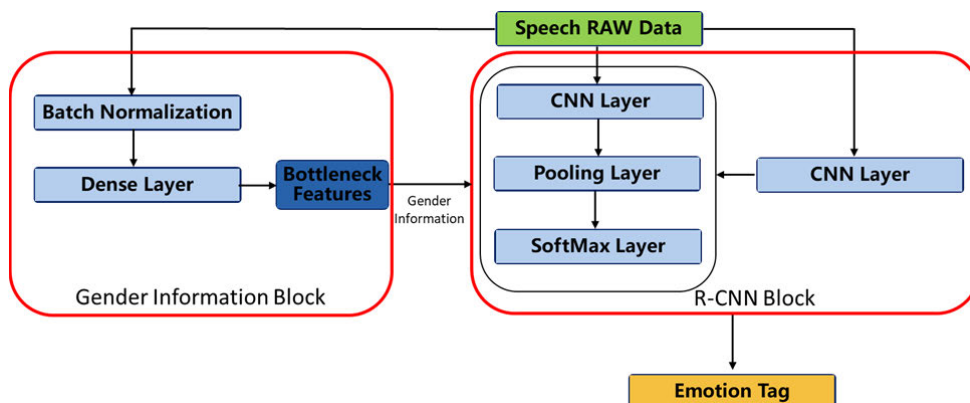 Speech RAW Data
Batch Normalization
Dense Layer
Bottleneck
Features
Gender
Information
Gender Information Block
CNN Layer
Pooling Layer
SoftMax Layer
CNN Layer
R-CNN Block
Emotion Tag